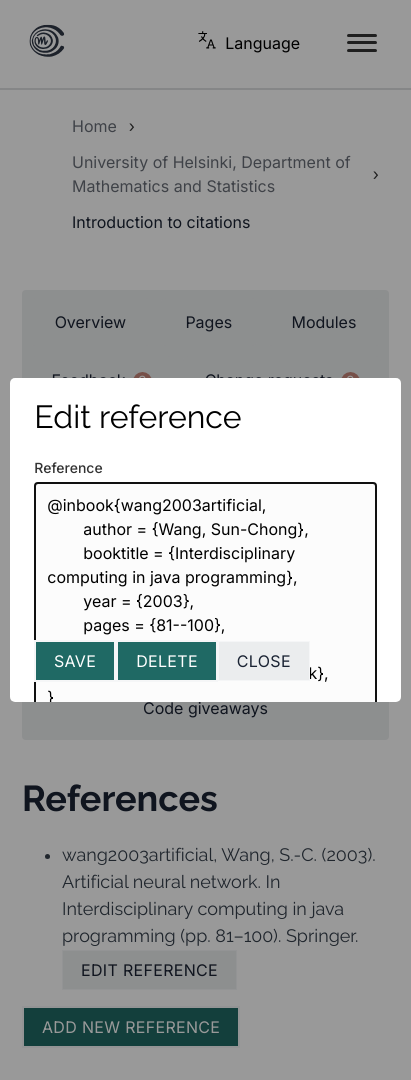 Language
Home
University of Helsinki, Department of
Mathematics and Statistics
Introduction to citations
Overview
Pages
Modules
Feedback
Change requests
Edit reference
Reference
@inbook{wang2003artificial,
author = {Wang, Sun-Chong},
booktitle = {Interdisciplinary
computing in java programming},
year = {2003},
pages = {81--100},
k},
SAVE
DELETE
CLOSE
}
Code giveaways
References
wang2003artificial, Wang, S.-C. (2003).
Artificial neural network. In
Interdisciplinary computing in java
programming (pp. 81–100). Springer.
EDIT REFERENCE
ADD NEW REFERENCE